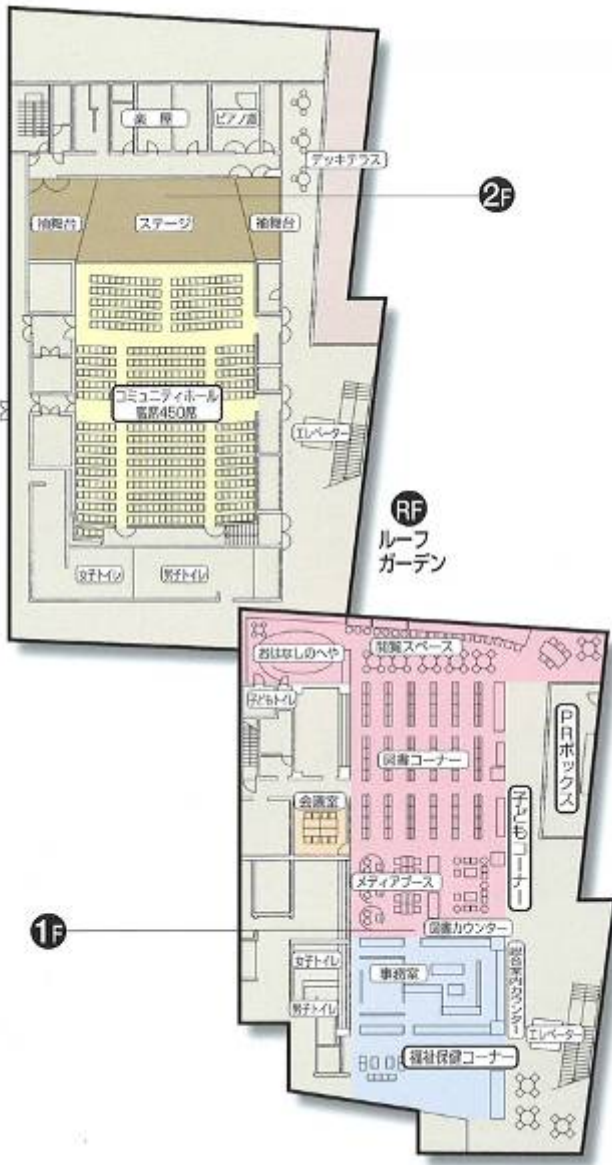 楽屋
ピアノ庫
デッキテラス
2F
袖舞台
ステージ
袖舞台
コミュニティホール
客席450席
エレベーター
RF
ルーフ
ガーデン
女子トイレ
男子トイレ
おはなしのへや
閲覧スペース
子どもトイレ
PRボックス
図書コーナー
子どもコーナー
会議室
メディアブース
1F
図書カウンター
女子トイレ
事務室
総合案内カウンター
男子トイレ
エレベーター
福祉保健コーナー